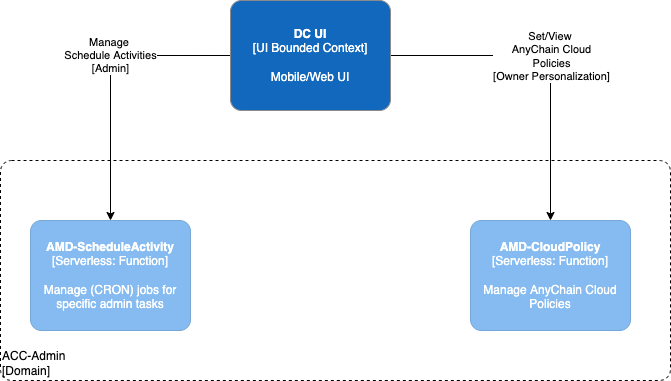 DC UI
[UI Bounded Context]
Mobile/Web UI
Manage
Schedule Activities
[Admin]
Set/View
AnyChain Cloud
Policies
[Owner Personalization]
AMD-ScheduleActivity
[Serverless: Function]
Manage (CRON) jobs for
specific admin tasks
AMD-CloudPolicy
[Serverless: Function]
Manage AnyChain Cloud
Policies
ACC-Admin
[Domain]